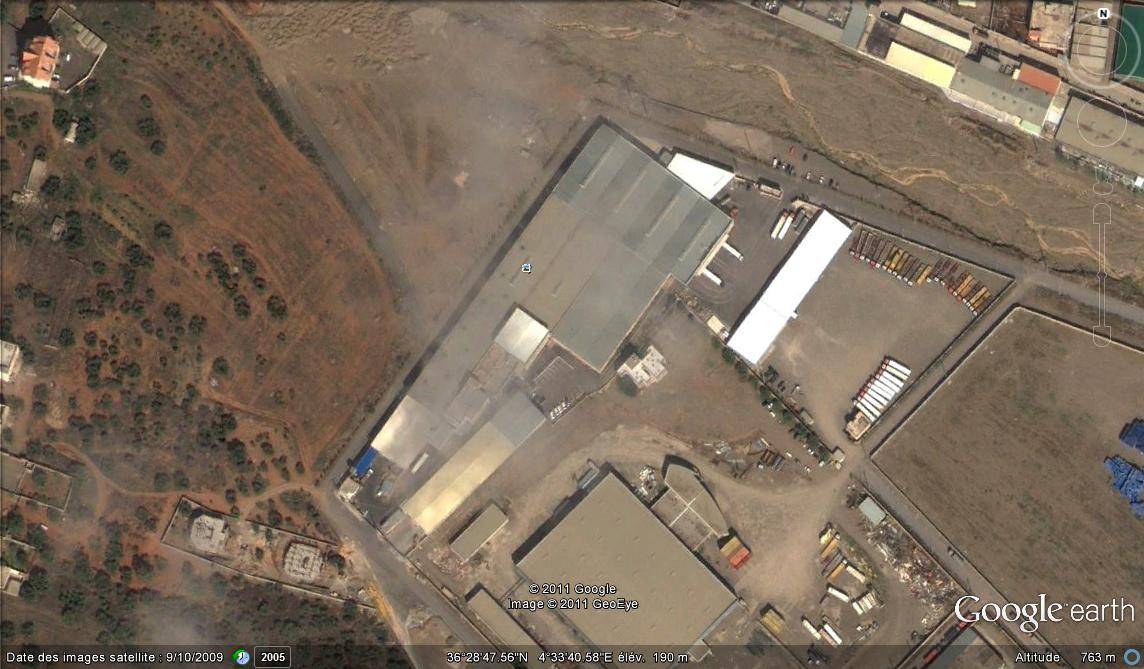 N
© 2011 Google
Image © 2011 GeoEye
Google earth
Date des images satellite : 9/10/2009 2005 36°28'47.56"N 4°33'40.58"E élév. 190 m Altitude 763 m